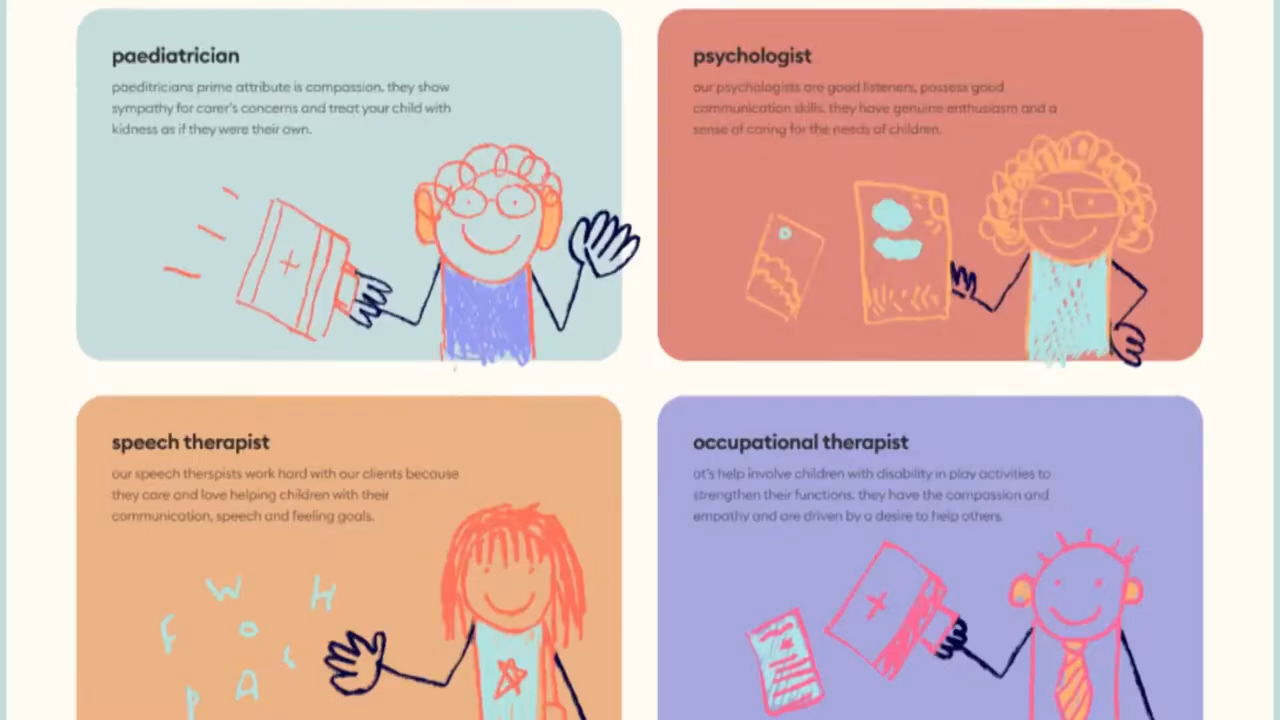 paediatrician
paeditricians prime attribute is compassion. they show
sympathy for carer's concerns and treat your child with
kidness as if they were their own.
psychologist
our psychologists are good listeners, possess good
communication skills. they have genuine enthusiasm and a
sense of caring for the needs of children.
speech therapist
our speech therspists work hard with our clients because
they care and love helping children with their
communication, speech and feeling goals.
W H
F O
A
P
occupational therapist
ot's help involve children with disability in play activities to
strengthen their functions. they have the compassion and
empathy and are driven by a desire to help others.